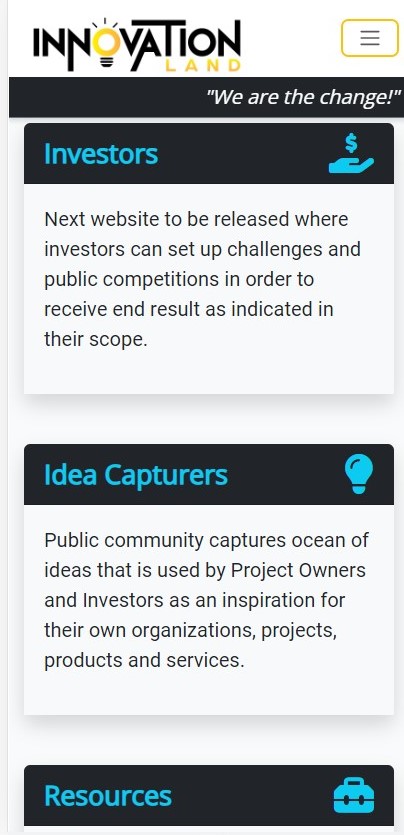 INNOVATION
LAND
"We are the change!"
Investors
Next website to be released where
investors can set up challenges and
public competitions in order to
receive end result as indicated in
their scope.
Idea Capturers
Public community captures ocean of
ideas that is used by Project Owners
and Investors as an inspiration for
their own organizations, projects,
products and services.
Resources